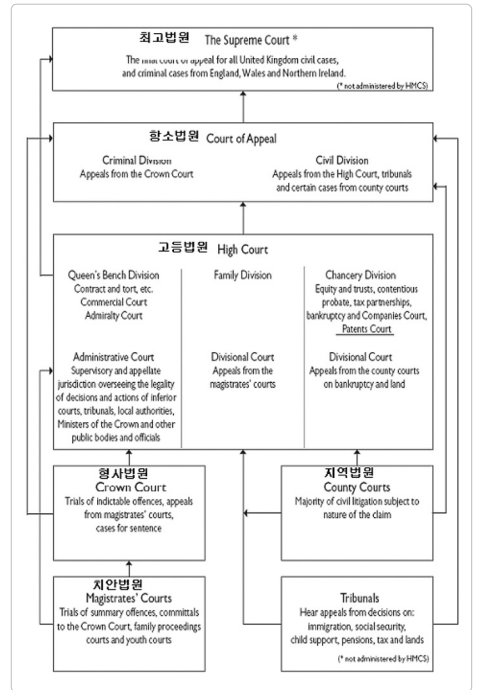 최고법원 The Supreme Court *
The final court of appeal for all United Kingdom civil cases,
and criminal cases from England, Wales and Northern Ireland.
(* not administered by HMCS)
항소법원 Court of Appeal
Criminal Division
Appeals from the Crown Court
Civil Division
Appeals from the High Court, tribunals
and certain cases from county courts
고등법원 High Court
Queen's Bench Division
Contract and tort, etc.
Commercial Court
Admiralty Court
Family Division
Chancery Division
Equity and trusts, contentious
probate, tax partnerships,
bankruptcy and Companies Court,
Patents Court
Administrative Court
Supervisory and appellate
jurisdiction overseeing the legality
of decisions and actions of inferior
courts, tribunals, local authorities,
Ministers of the Crown and other
public bodies and officials
Divisional Court
Appeals from the
magistrates' courts
Divisional Court
Appeals from the county courts
on bankruptcy and land
형사법원
Crown Court
Trials of indictable offences, appeals
from magistrates' courts,
cases for sentence
지역법원
County Courts
Majority of civil litigation subject to
nature of the claim
치안법원
Magistrates' Courts
Trials of summary offences, committals
to the Crown Court, family proceedings
courts and youth courts
Tribunals
Hear appeals from decisions on:
immigration, social security,
child support, pensions, tax and lands
(* not administered by HMCS)